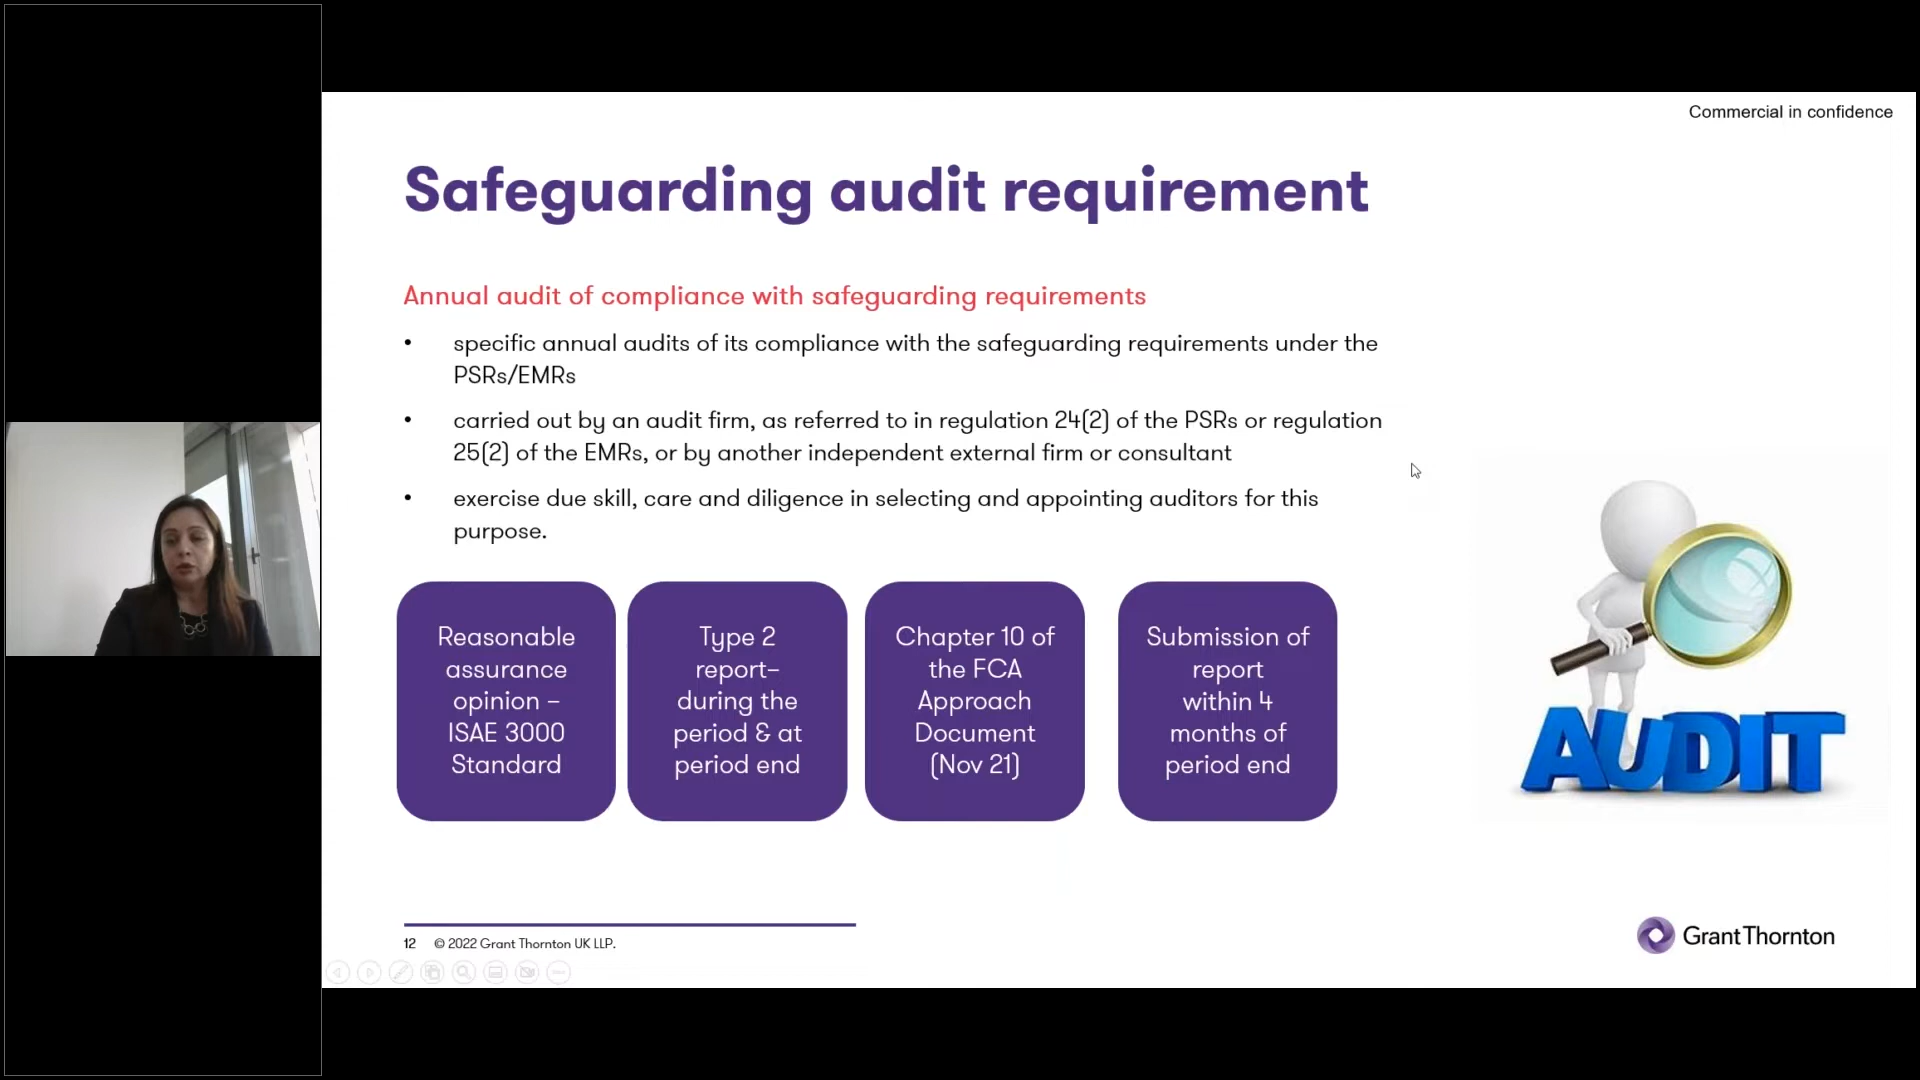 Commercial in confidence
Safeguarding audit requirement
Annual audit of compliance with safeguarding requirements
• specific annual audits of its compliance with the safeguarding requirements under the
PSRs/EMRs
• carried out by an audit firm, as referred to in regulation 24(2) of the PSRs or regulation
25(2) of the EMRs, or by another independent external firm or consultant
• exercise due skill, care and diligence in selecting and appointing auditors for this
purpose.
Reasonable
assurance
opinion –
ISAE 3000
Standard
Type 2
report–
during the
period & at
period end
Chapter 10 of
the FCA
Approach
Document
(Nov 21)
Submission of
report
within 4
months of
period end
AUDIT
12 © 2022 Grant Thornton UK LLP.
Grant Thornton